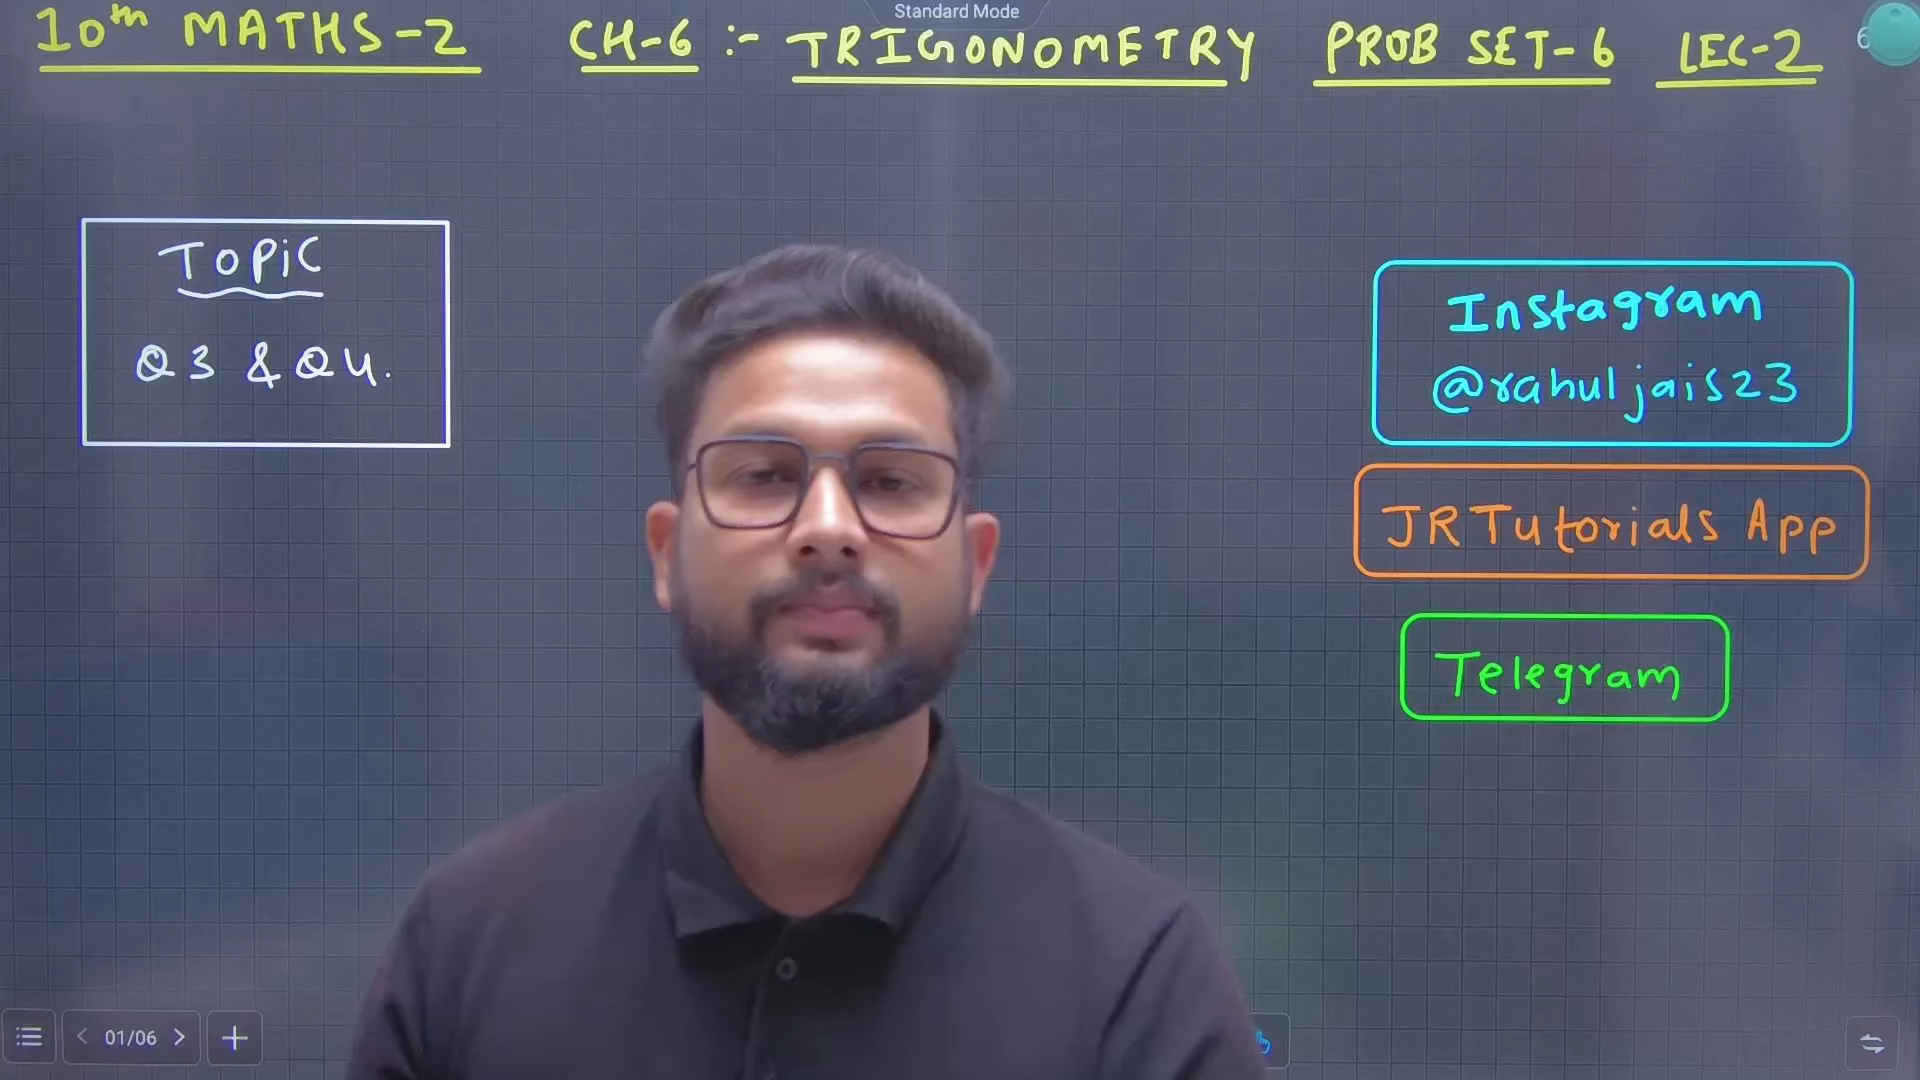 Standard Mode
10th MATHS-2 CH-6 :- TRIGONOMETRY PROB SET-6 LEC-2
6
TOPiC
Q3 & Q4.
Instagram
@rahuljais23
JRTutorials App
Telegram
01/06